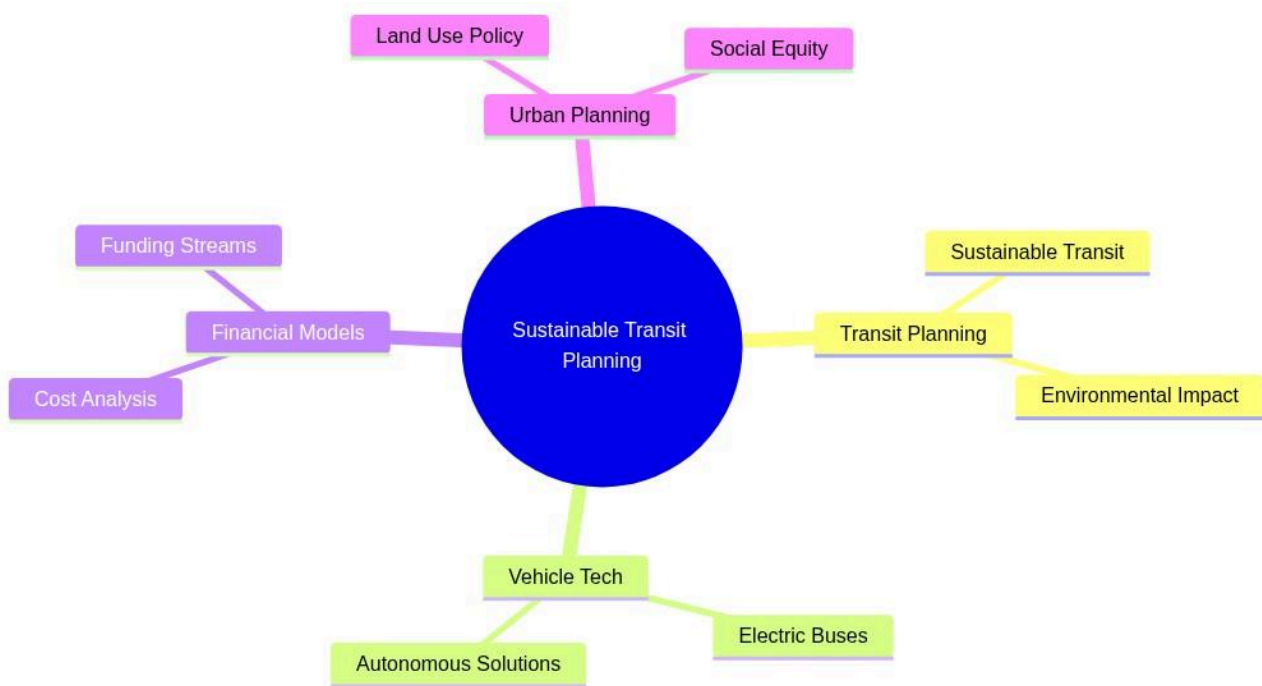 Land Use Policy
Social Equity
Urban Planning
Funding Streams
Sustainable Transit
Financial Models
Sustainable Transit
Planning
Transit Planning
Cost Analysis
Environmental Impact
Vehicle Tech
Electric Buses
Autonomous Solutions